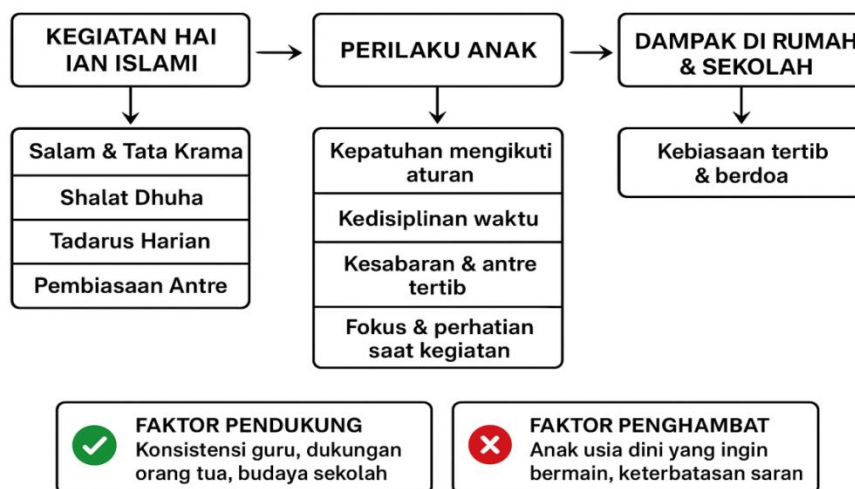 KEGIATAN HAI
IAN ISLAMI
PERILAKU ANAK
DAMPAK DI RUMAH
& SEKOLAH
Salam & Tata Krama
Shalat Dhuha
Tadarus Harian
Pembiasaan Antre
Kepatuhan mengikuti
aturan
Kedisiplinan waktu
Kesabaran & antre
tertib
Fokus & perhatian
saat kegiatan
Kebiasaan tertib
& berdoa
FAKTOR PENDUKUNG
Konsistensi guru, dukungan
orang tua, budaya sekolah
FAKTOR PENGHAMBAT
Anak usia dini yang ingin
bermain, keterbatasan saran